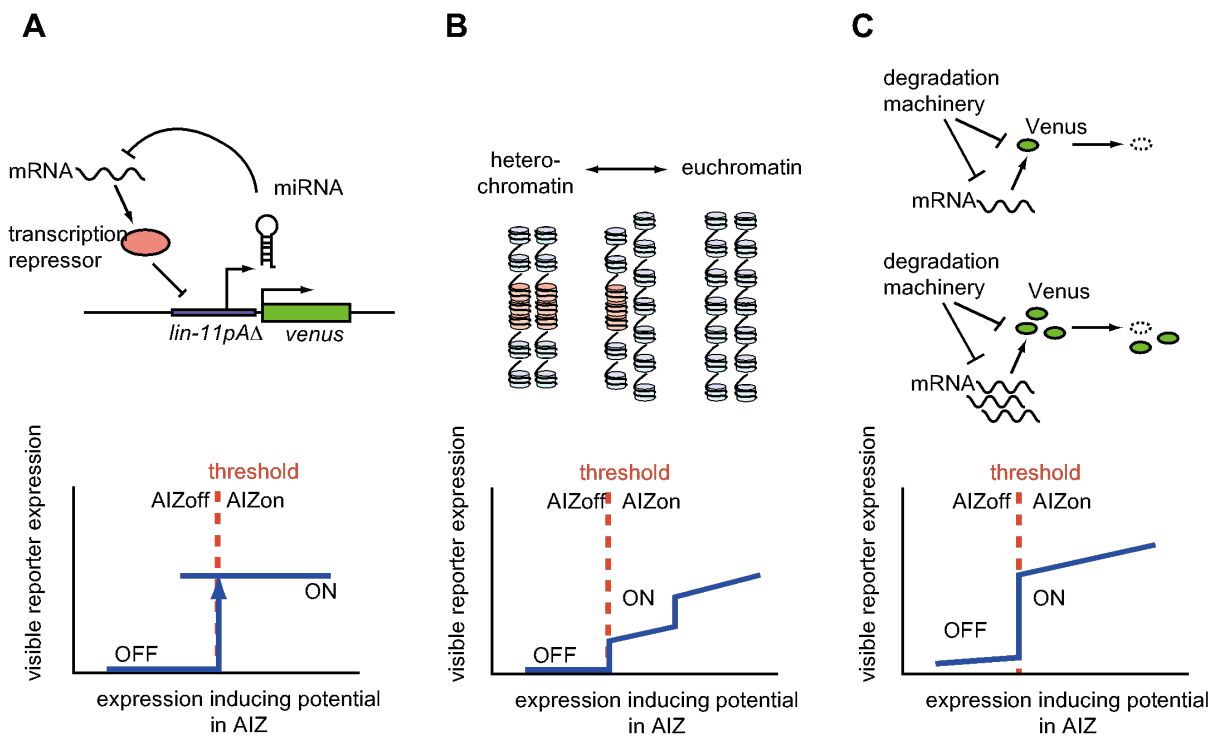 A
mRNA
miRNA
transcription
repressor
lin-11pAΔ
venus
visible reporter expression
threshold
AIZoff
AIZon
ON
OFF
expression inducing potential
in AIZ
B
hetero-
chromatin
euchromatin
visible reporter expression
threshold
AIZoff
AIZon
ON
OFF
expression inducing potential
in AIZ
C
degradation
machinery
Venus
mRNA
degradation
machinery
Venus
mRNA
visible reporter expression
threshold
AIZoff
AIZon
ON
OFF
expression inducing potential
in AIZ